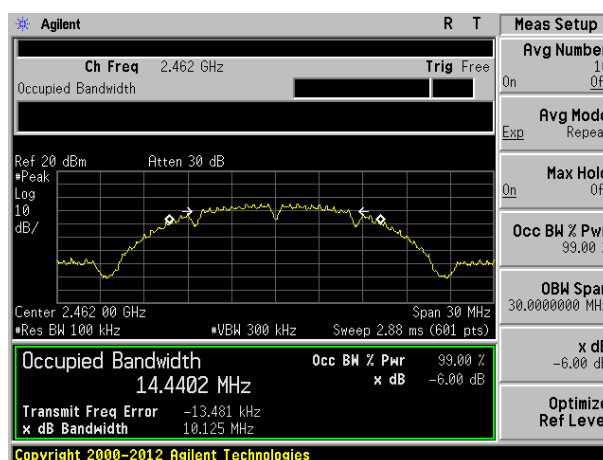 Agilent R T
Meas Setup
Ch Freq 2.462 GHz Trig Free
Occupied Bandwidth
Avg Number
On
Avg Mode
Exp Repeat
Max Hold
On
Occ BW % Pwr
99.00
OBW Span
30.0000000 MHz
x dB
-6.00 dB
Optimize
Ref Level
Ref 20 dBm Atten 30 dB
#Peak
Log
10
dB/
Center 2.462 00 GHz Span 30 MHz
#Res BW 100 kHz #VBW 300 kHz Sweep 2.88 ms (601 pts)
Occupied Bandwidth Occ BW % Pwr 99.00 %
14.4402 MHz x dB -6.00 dB
Transmit Freq Error -13.481 kHz
x dB Bandwidth 10.125 MHz
Copyright 2000-2012 Agilent Technologies